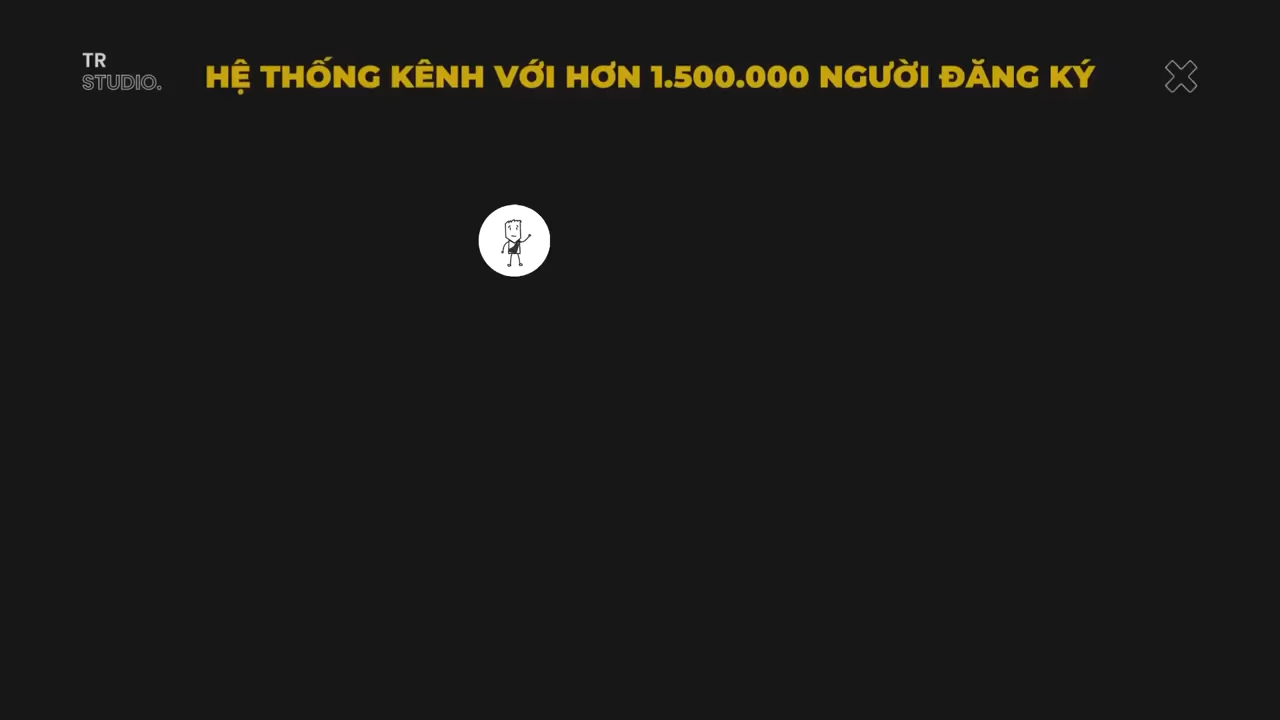 TR
STUDIO.
HỆ THỐNG KÊNH VỚI HƠN 1.500.000 NGƯỜI ĐĂNG KÝ